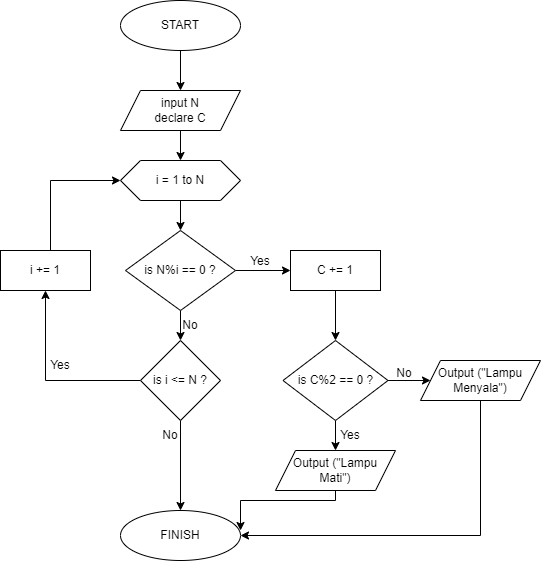 START
input N
declare C
i = 1 to N
i += 1
is N%i == 0 ?
Yes
C += 1
No
Yes
is i <= N ?
is C%2 == 0 ?
No
Output ("Lampu
Menyala")
No
Yes
Output ("Lampu
Mati")
FINISH